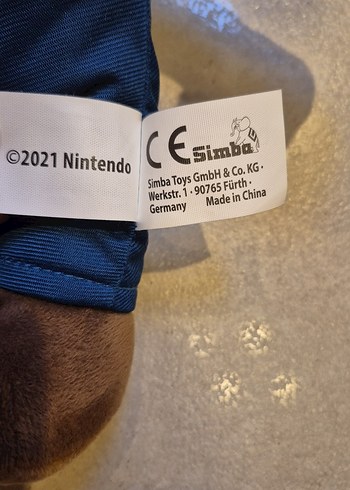 ©2021 Nintendo
CE Simba
Simba Toys GmbH & Co. KG ·
Werkstr. 1 · 90765 Fürth ·
Germany Made in China